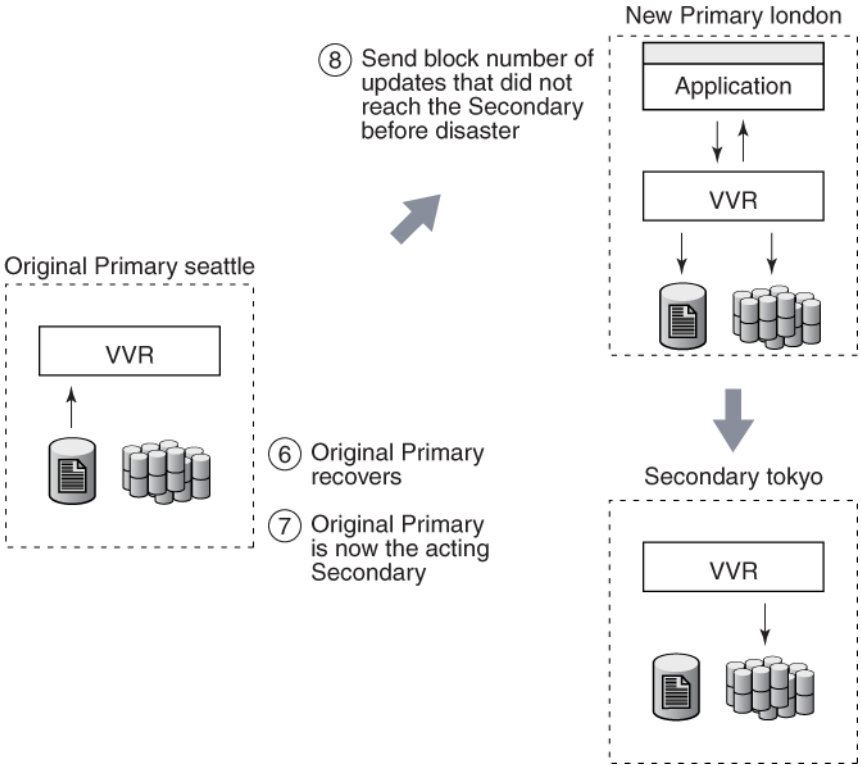 New Primary london
8 Send block number of
updates that did not
reach the Secondary
before disaster
Application
VVR
Original Primary seattle
VVR
6 Original Primary
recovers
7 Original Primary
is now the acting
Secondary
Secondary tokyo
VVR